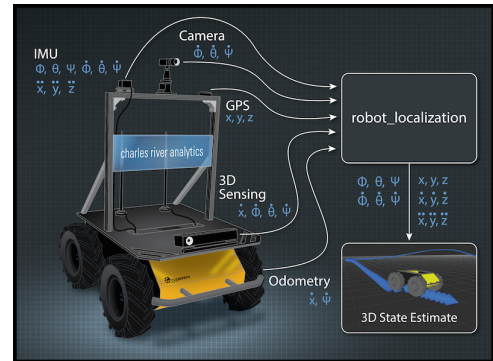 Camera
Φ̇, θ̇, Ψ̇
IMU
Φ, θ, Ψ, Φ̇, θ̇, Ψ̇
ẍ, ÿ, z̈
GPS
x, y, z
robot_localization
charles river analytics
3D
Sensing
ẋ, Φ̇, θ̇, Ψ̇
Φ, θ, Ψ
Φ̇, θ̇, Ψ̇
x, y, z
ẋ, ẏ, ż
ẍ, ÿ, z̈
Odometry
ẋ, Ψ̇
3D State Estimate